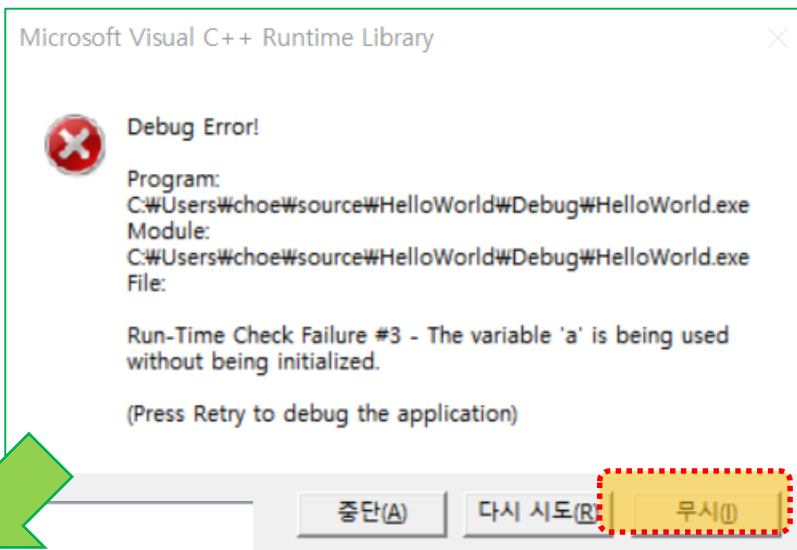 Microsoft Visual C++ Runtime Library
Debug Error!
Program:
C:₩Users₩choe₩source₩HelloWorld₩Debug₩HelloWorld.exe
Module:
C:₩Users₩choe₩source₩HelloWorld₩Debug₩HelloWorld.exe
File:
Run-Time Check Failure #3 - The variable 'a' is being used
without being initialized.
(Press Retry to debug the application)
중단(A) 다시 시도(R) 무시(I)